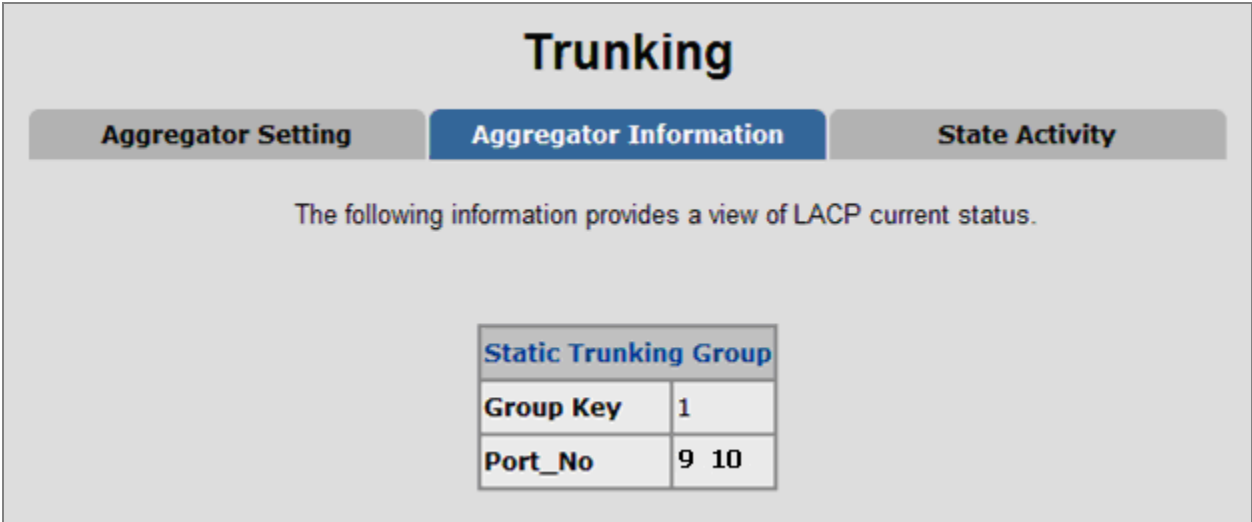 Trunking
Aggregator Setting Aggregator Information State Activity
The following information provides a view of LACP current status.
Static Trunking Group
Group Key 1
Port_No 9 10